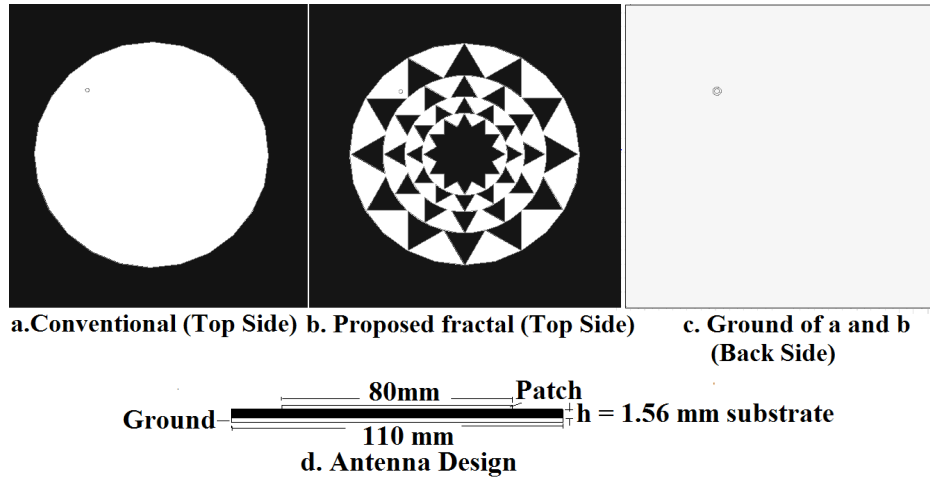 a.Conventional (Top Side)
b. Proposed fractal (Top Side)
c. Ground of a and b
(Back Side)
80mm
Patch
Ground
h = 1.56 mm substrate
110 mm
d. Antenna Design